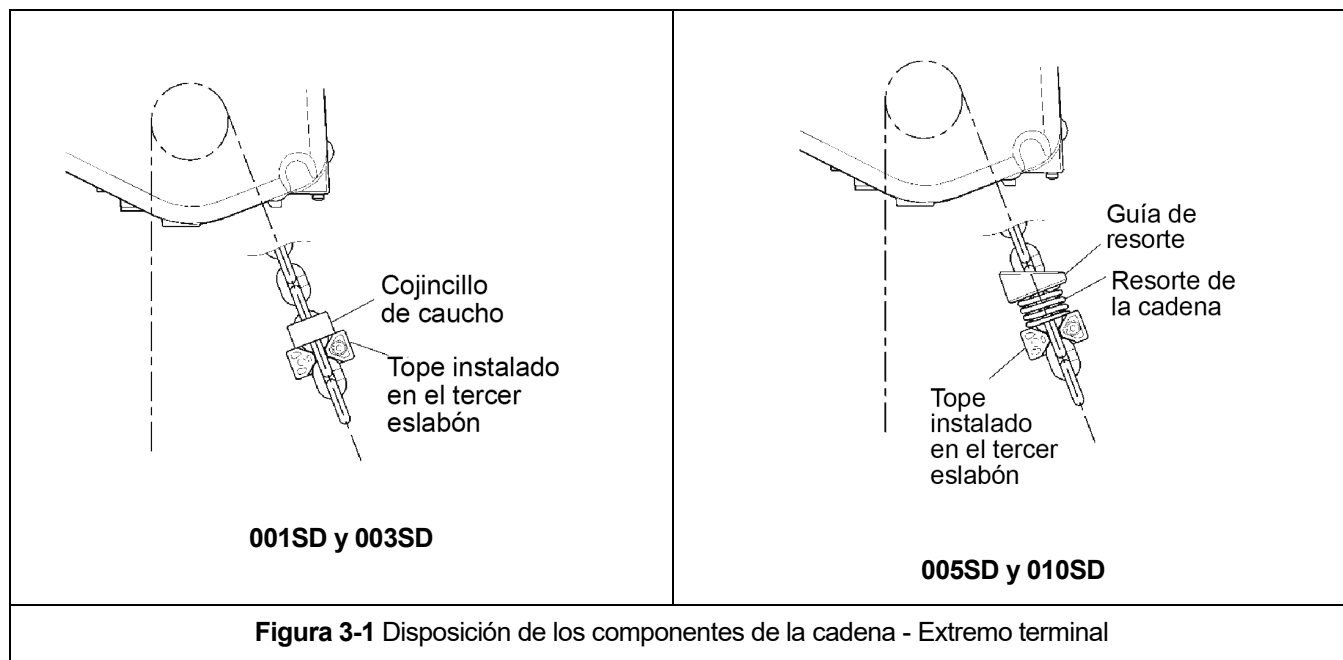 Cojincillo
de caucho
Tope instalado
en el tercer
eslabón
001SD y 003SD
Guía de
resorte
Resorte de
la cadena
Tope
instalado
en el tercer
eslabón
005SD y 010SD
Figura 3-1 Disposición de los componentes de la cadena - Extremo terminal